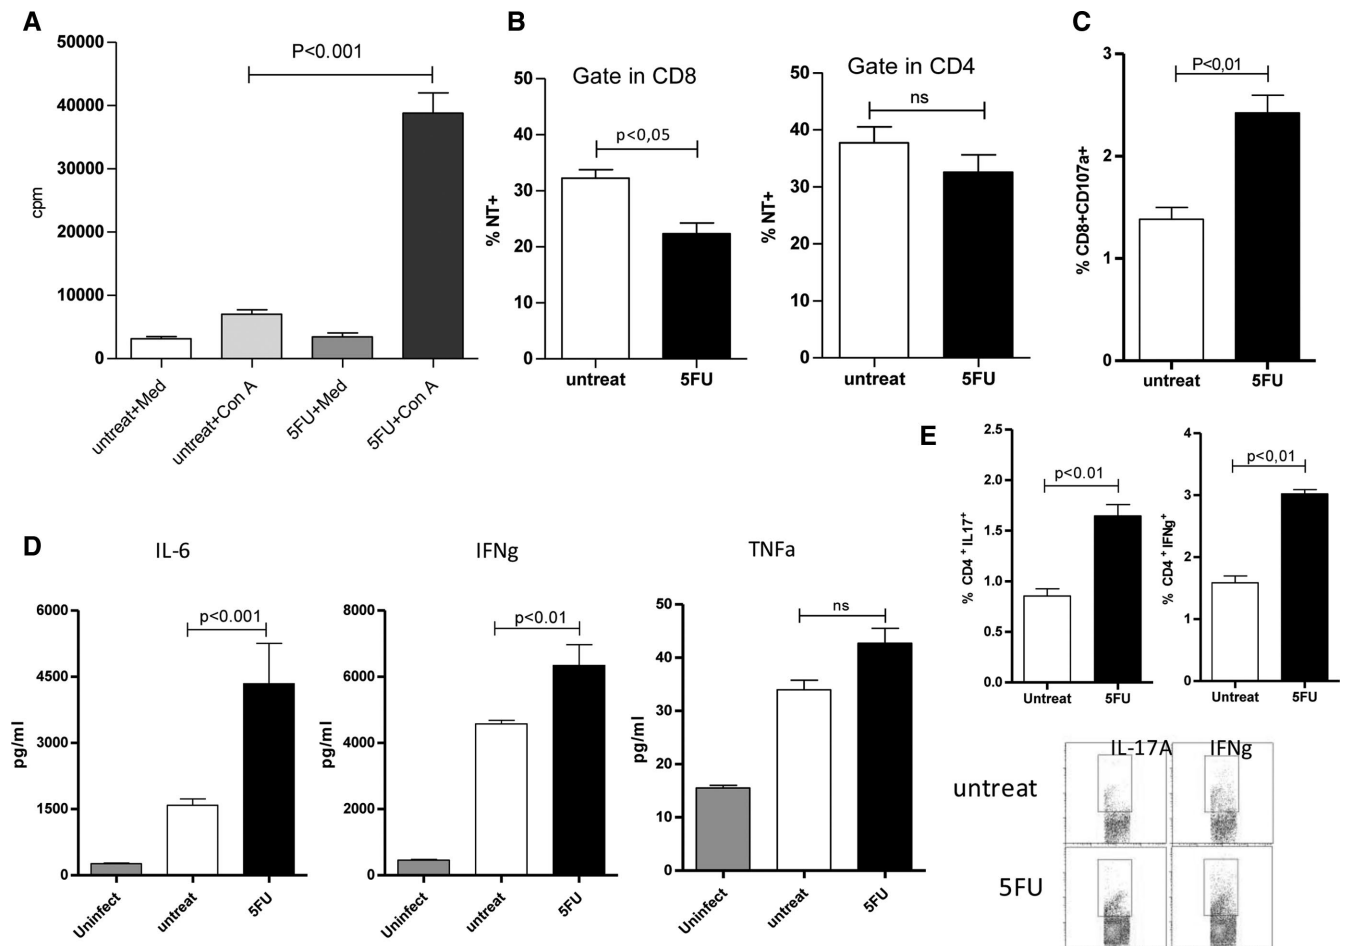 A
50000
40000
30000
20000
10000
0
cpm
P<0.001
untreat+Med
untreat+Con A
5FU+Med
5FU+Con A
B
Gate in CD8
50
40
30
20
10
0
% NT+
p<0,05
untreat
5FU
Gate in CD4
50
40
30
20
10
0
% NT+
ns
untreat
5FU
C
3
2
1
0
% CD8+CD107a+
P<0,01
untreat
5FU
D
IL-6
6000
4500
3000
1500
0
pg/ml
p<0.001
Uninfect
untreat
5FU
IFNg
8000
6000
4000
2000
0
pg/ml
p<0.01
Uninfect
untreat
5FU
TNFa
50
40
30
20
10
0
pg/ml
ns
Uninfect
untreat
5FU
E
2.5
2.0
1.5
1.0
0.5
0.0
% CD4 + IL17+
p<0.01
Untreat
5FU
4
3
2
1
0
% CD4 + IFNg+
p<0,01
Untreat
5FU
IL-17A
IFNg
untreat
5FU